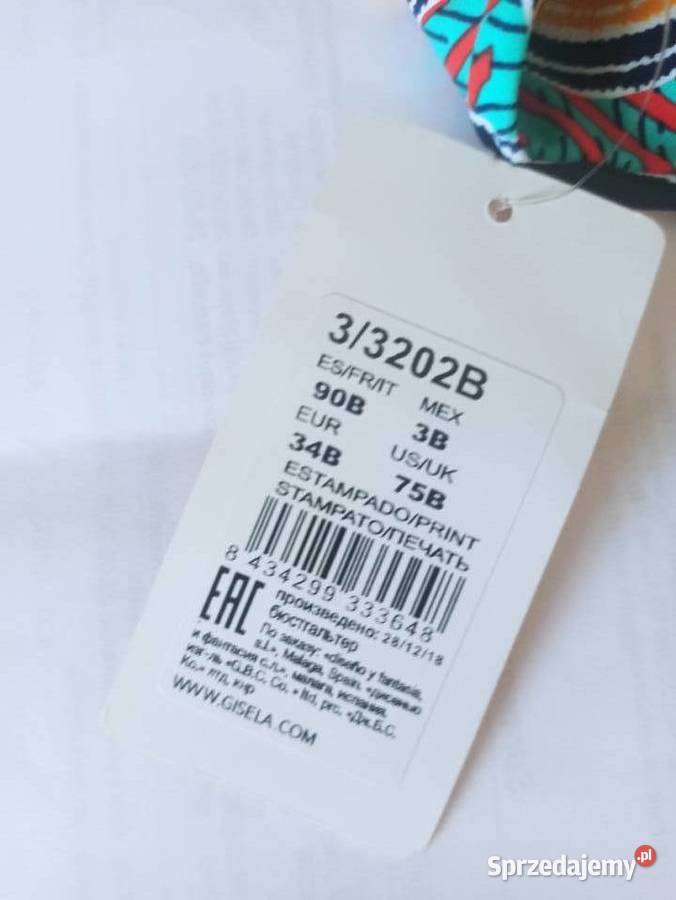 3/3202B
ES/FR/IT MEX
90B 3B
EUR US/UK
34B 75B
ESTAMPADO/PRINT
STAMPATO/ПЕЧАТЬ
8 434299 333648
EAC
произведено: 28/12/18
бюстгальтер
По заказу: «diseño y fantasia,
s.l», Malaga, Spain, «дисеньо
и фантасия с.л», малага, испания,
изг-ль «G.B.C. Co. » ltd, prc, «Дж.Б.С.
Ко.» лтд, кнр
WWW.GISELA.COM
Sprzedajemy.pl